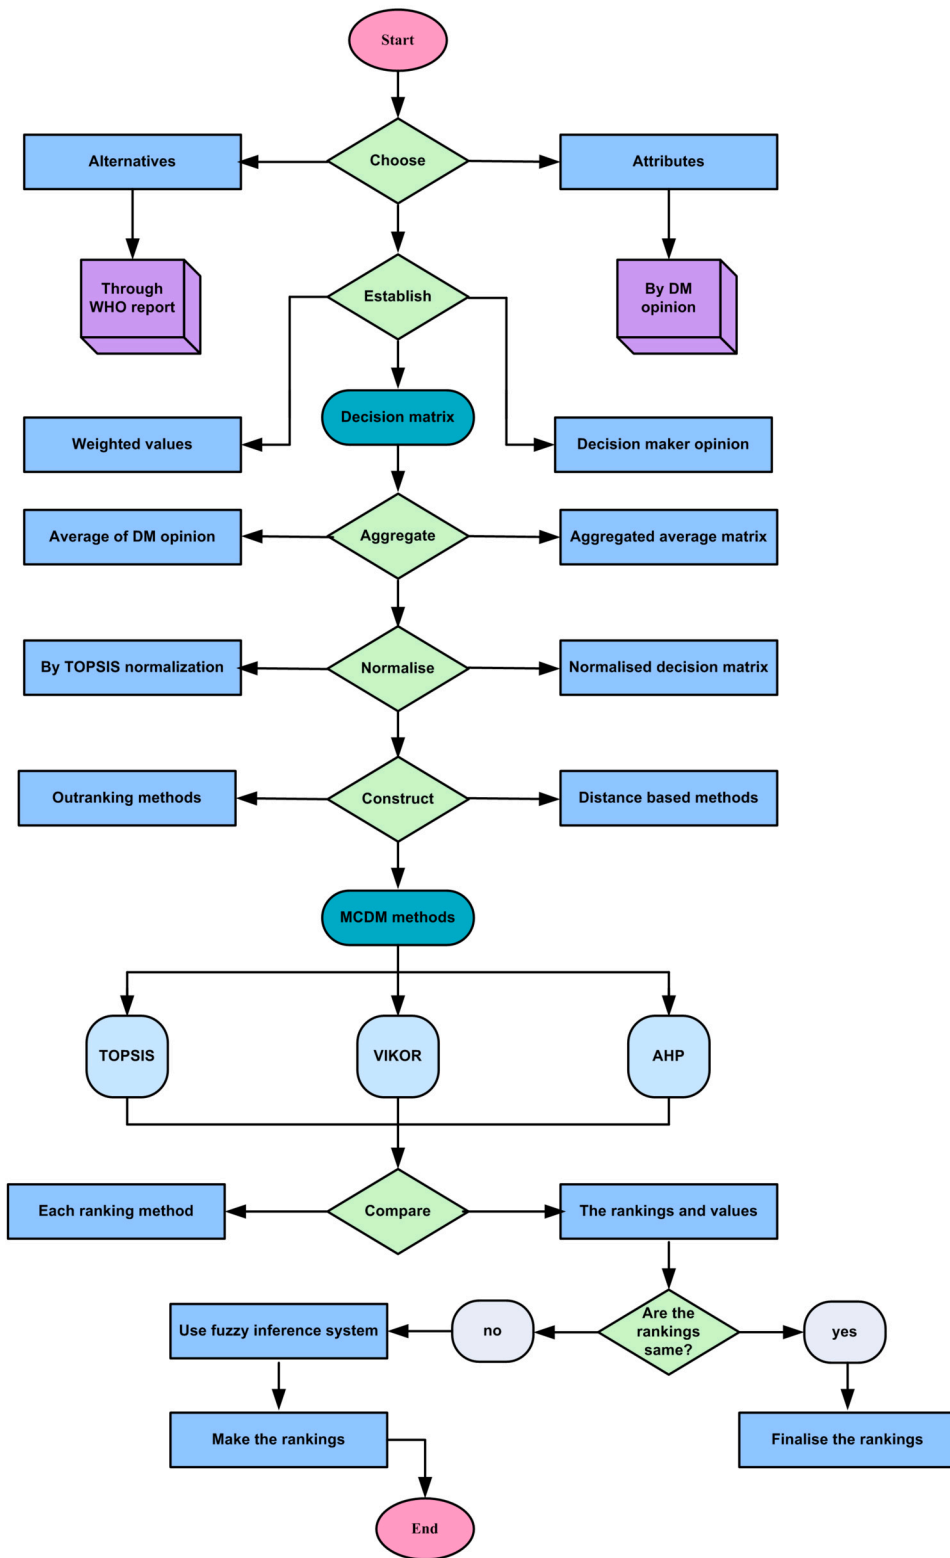 Start
Alternatives
Choose
Attributes
Through
WHO report
Establish
By DM
opinion
Decision matrix
Weighted values
Decision maker opinion
Average of DM opinion
Aggregate
Aggregated average matrix
By TOPSIS normalization
Normalise
Normalised decision matrix
Outranking methods
Construct
Distance based methods
MCDM methods
TOPSIS
VIKOR
AHP
Each ranking method
Compare
The rankings and values
Use fuzzy inference system
no
Are the
rankings
same?
yes
Make the rankings
Finalise the rankings
End